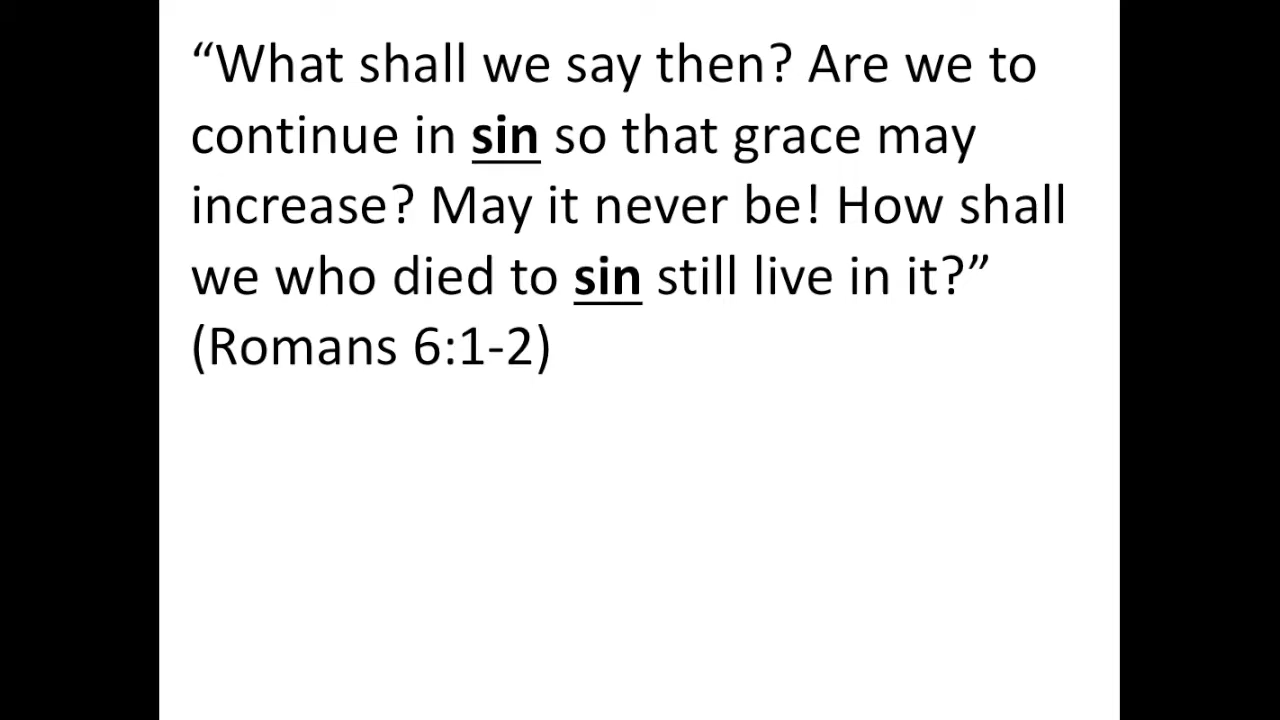 “What shall we say then? Are we to
continue in sin so that grace may
increase? May it never be! How shall
we who died to sin still live in it?”
(Romans 6:1-2)